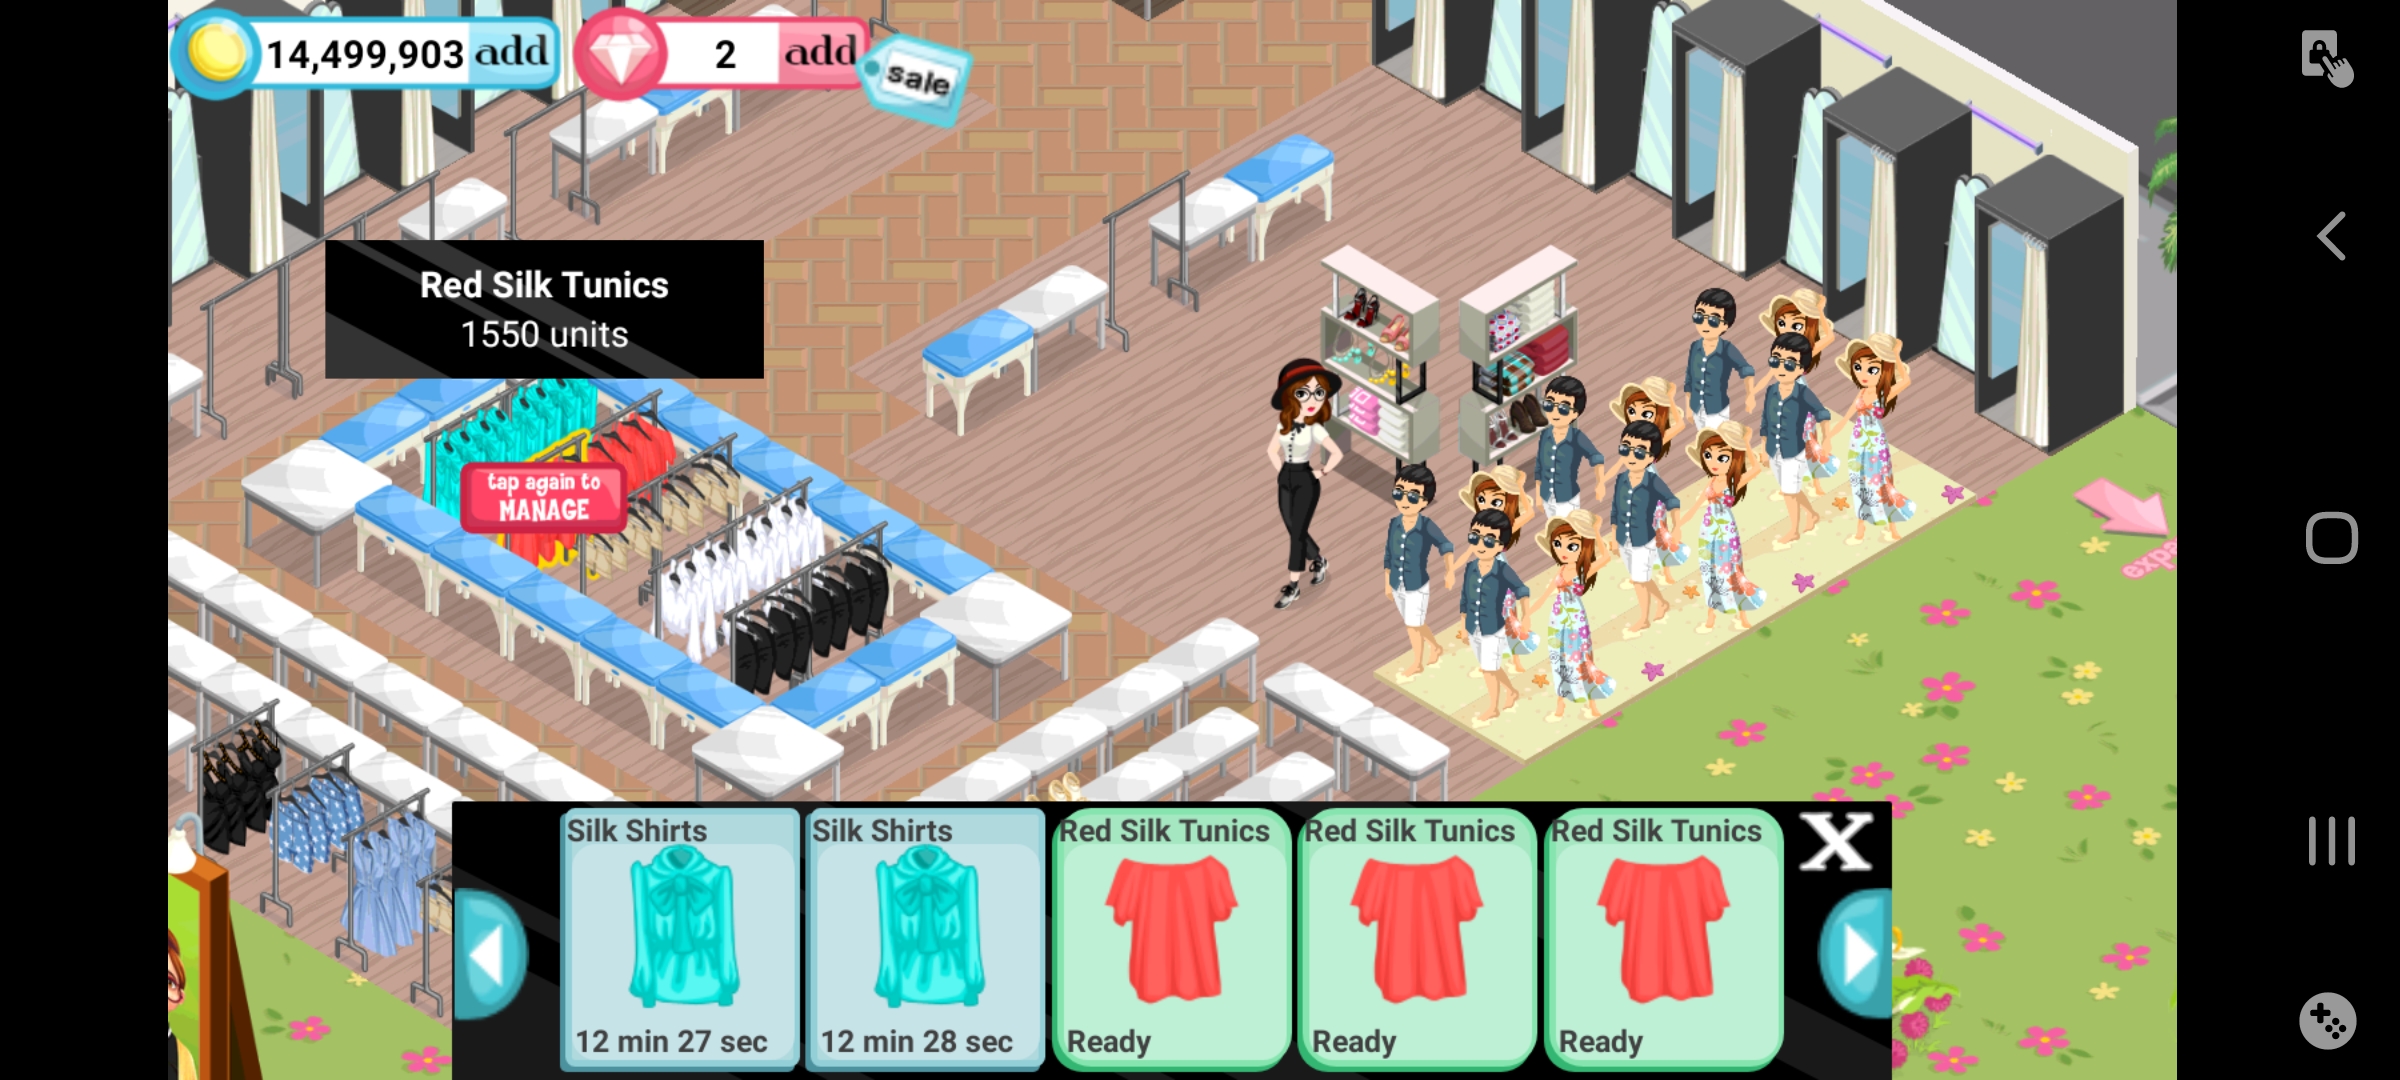 14,499,903 add
2 add
sale
Red Silk Tunics
1550 units
tap again to
MANAGE
Silk Shirts
12 min 27 sec
Silk Shirts
12 min 28 sec
Red Silk Tunics
Ready
Red Silk Tunics
Ready
Red Silk Tunics
Ready
X